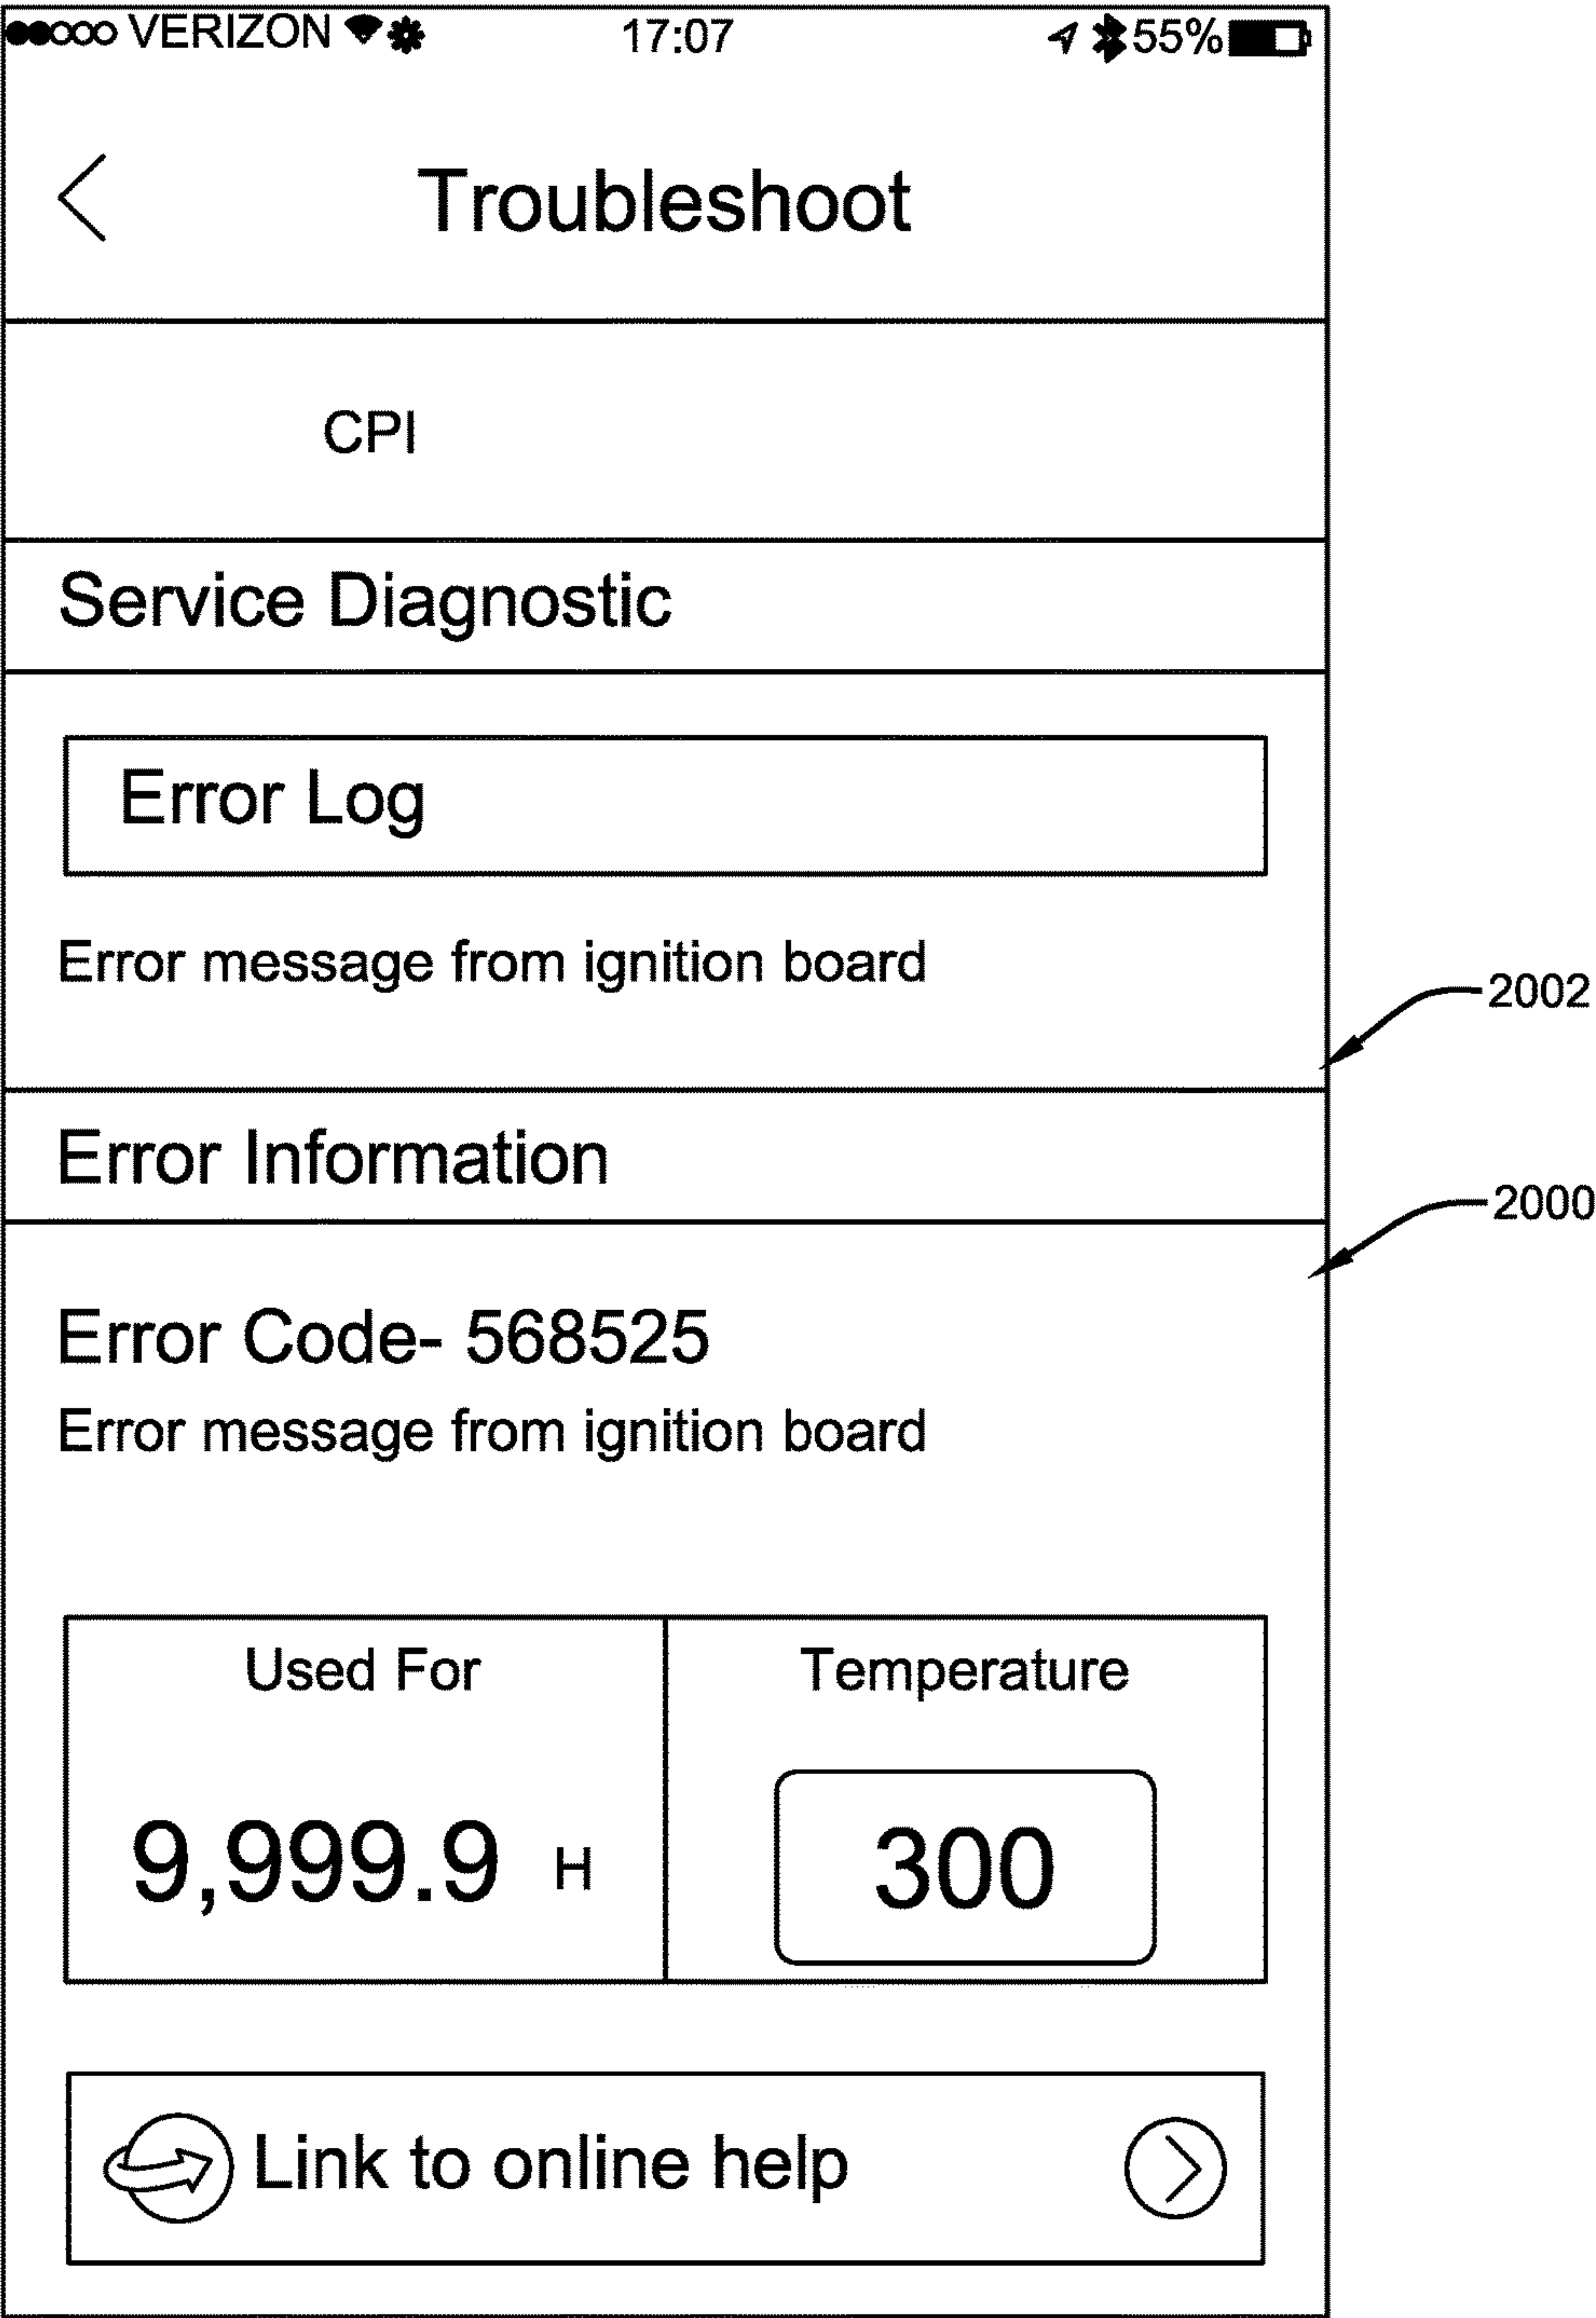 VERIZON 17:07 55%
Troubleshoot
CPI
Service Diagnostic
Error Log
Error message from ignition board
2002
Error Information
2000
Error Code- 568525
Error message from ignition board
Used For Temperature
9,999.9 H 300
Link to online help